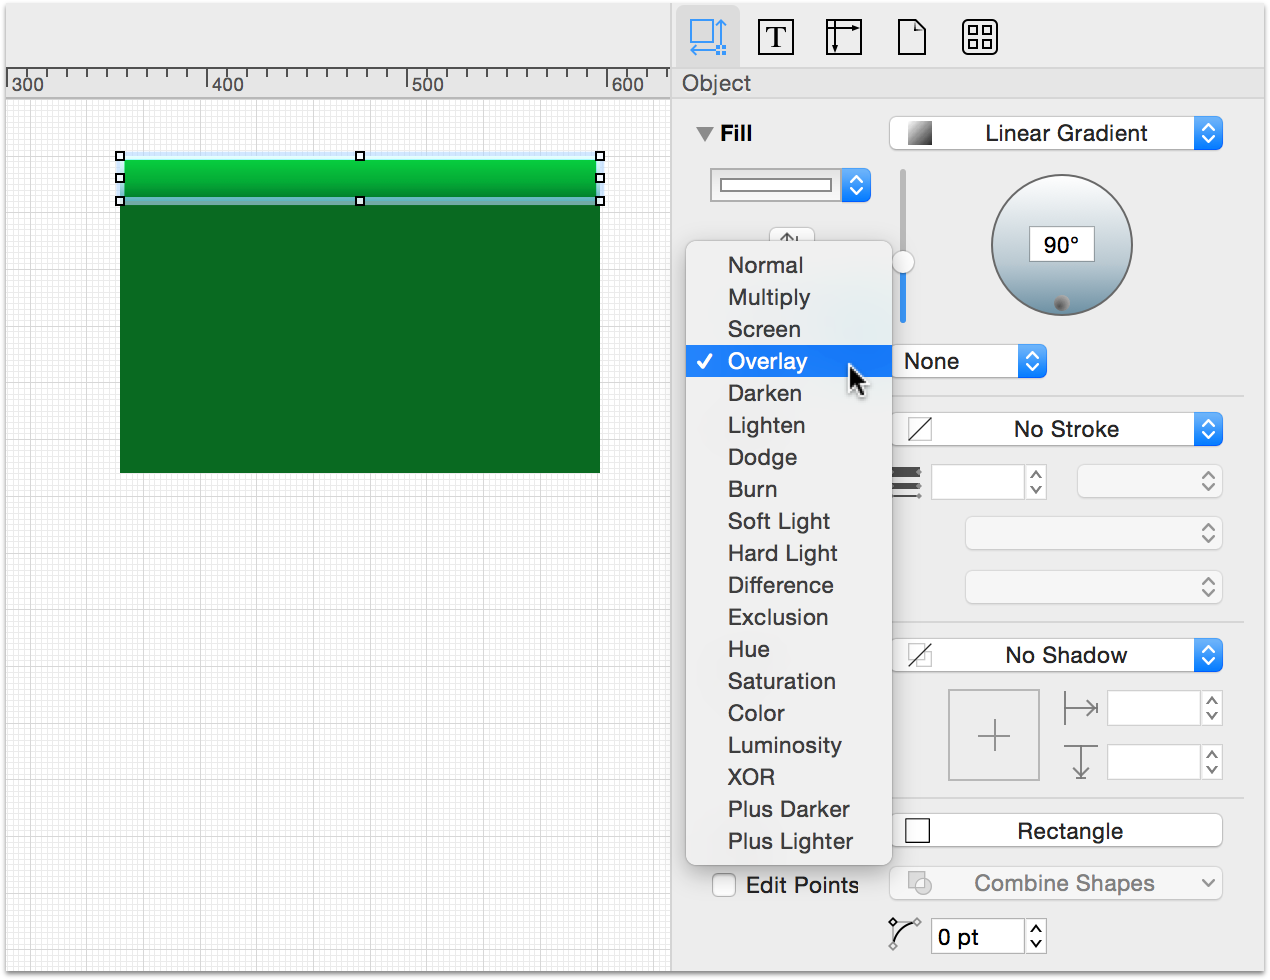 T
300
400
500
600
Object
Fill
Linear Gradient
90°
Normal
Multiply
Screen
Overlay
None
Darken
Lighten
No Stroke
Dodge
Burn
Soft Light
Hard Light
Difference
Exclusion
Hue
No Shadow
Saturation
Color
Luminosity
XOR
Plus Darker
Rectangle
Plus Lighter
Edit Points
Combine Shapes
0 pt